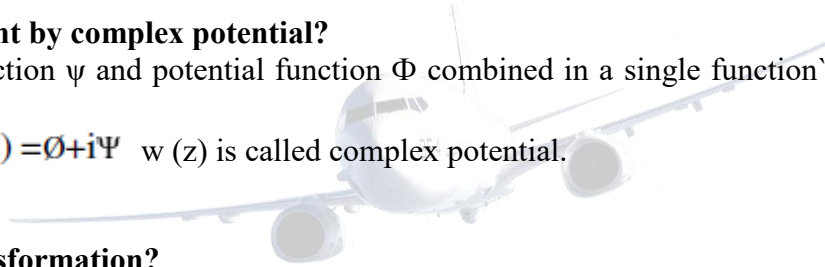 nt by complex potential?
ction ψ and potential function Φ combined in a single function`
) =Ø+iΨ w (z) is called complex potential.
sformation?